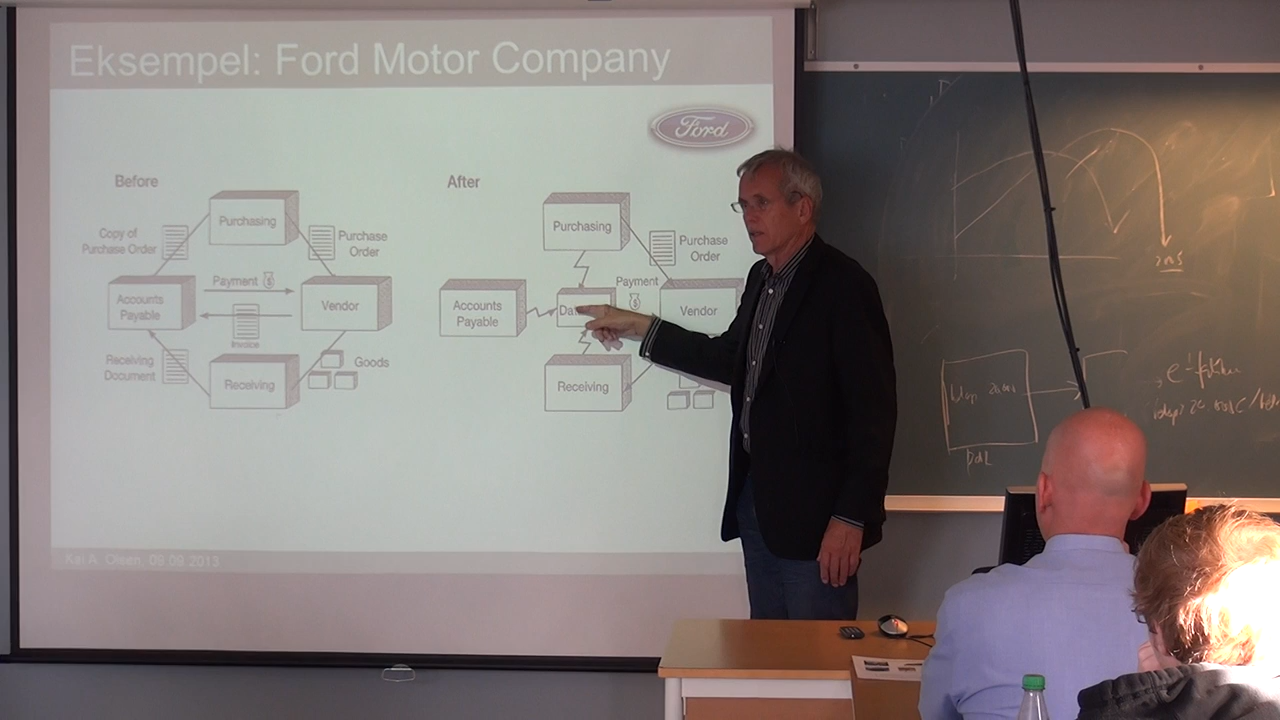 Eksempel: Ford Motor Company
Ford
Before
Purchasing
Copy of
Purchase Order
Purchase
Order
Payment
Accounts
Payable
Vendor
Invoice
Receiving
Document
Receiving
Goods
After
Purchasing
Purchase
Order
Payment
Accounts
Payable
Dat
Vendor
Receiving
Kai A. Olsen, 09.09.2013